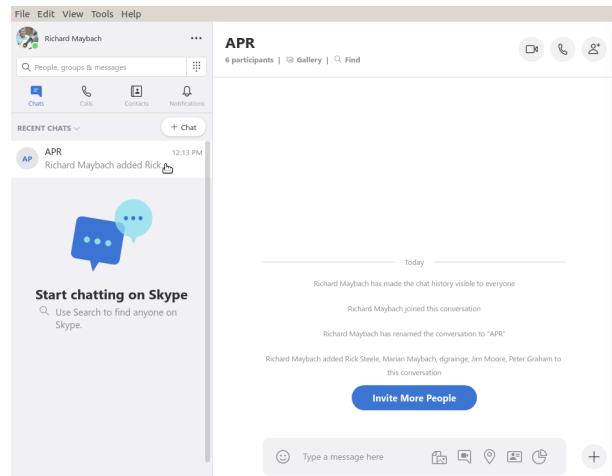 File Edit View Tools Help
Richard Maybach
People, groups & messages
Chats Calls Contacts Notifications
RECENT CHATS
+ Chat
AP
APR 12:13 PM
Richard Maybach added Rick
Start chatting on Skype
Use Search to find anyone on
Skype.
APR
6 participants | Gallery | Find
Today
Richard Maybach has made the chat history visible to everyone
Richard Maybach joined this conversation
Richard Maybach has renamed the conversation to "APR"
Richard Maybach added Rick Steele, Marian Maybach, dgrainge, Jim Moore, Peter Graham to
this conversation
Invite More People
Type a message here